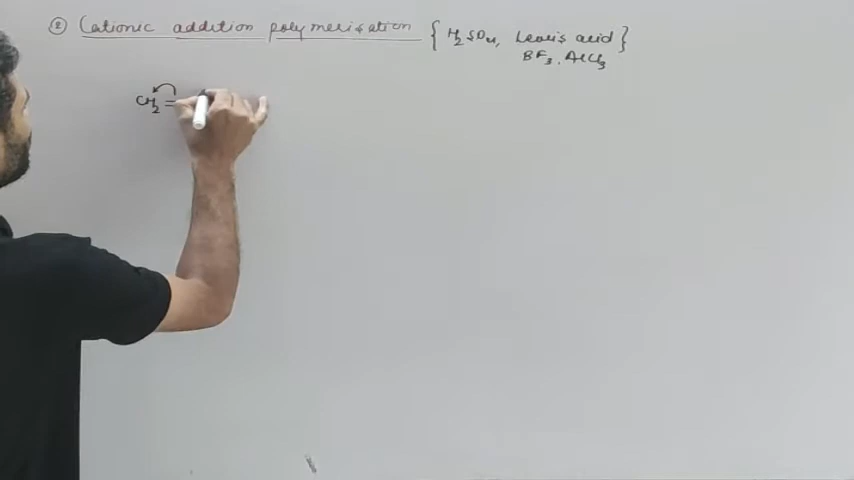 ② Cationic addition polymerisation { H2SO4, Lewis acid }
BF3, AlCl3
CH2 =